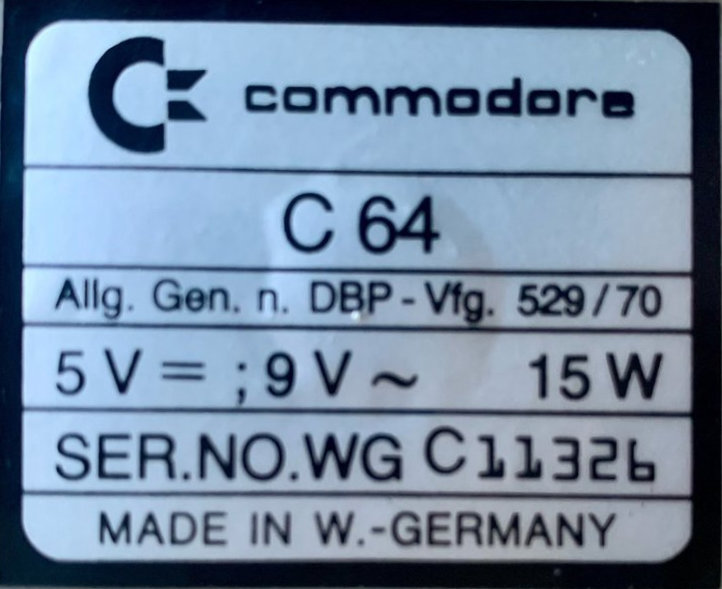 commodore
C 64
Allg. Gen. n. DBP - Vfg. 529/70
5 V = ; 9 V ~ 15 W
SER.NO.WG C11326
MADE IN W.-GERMANY